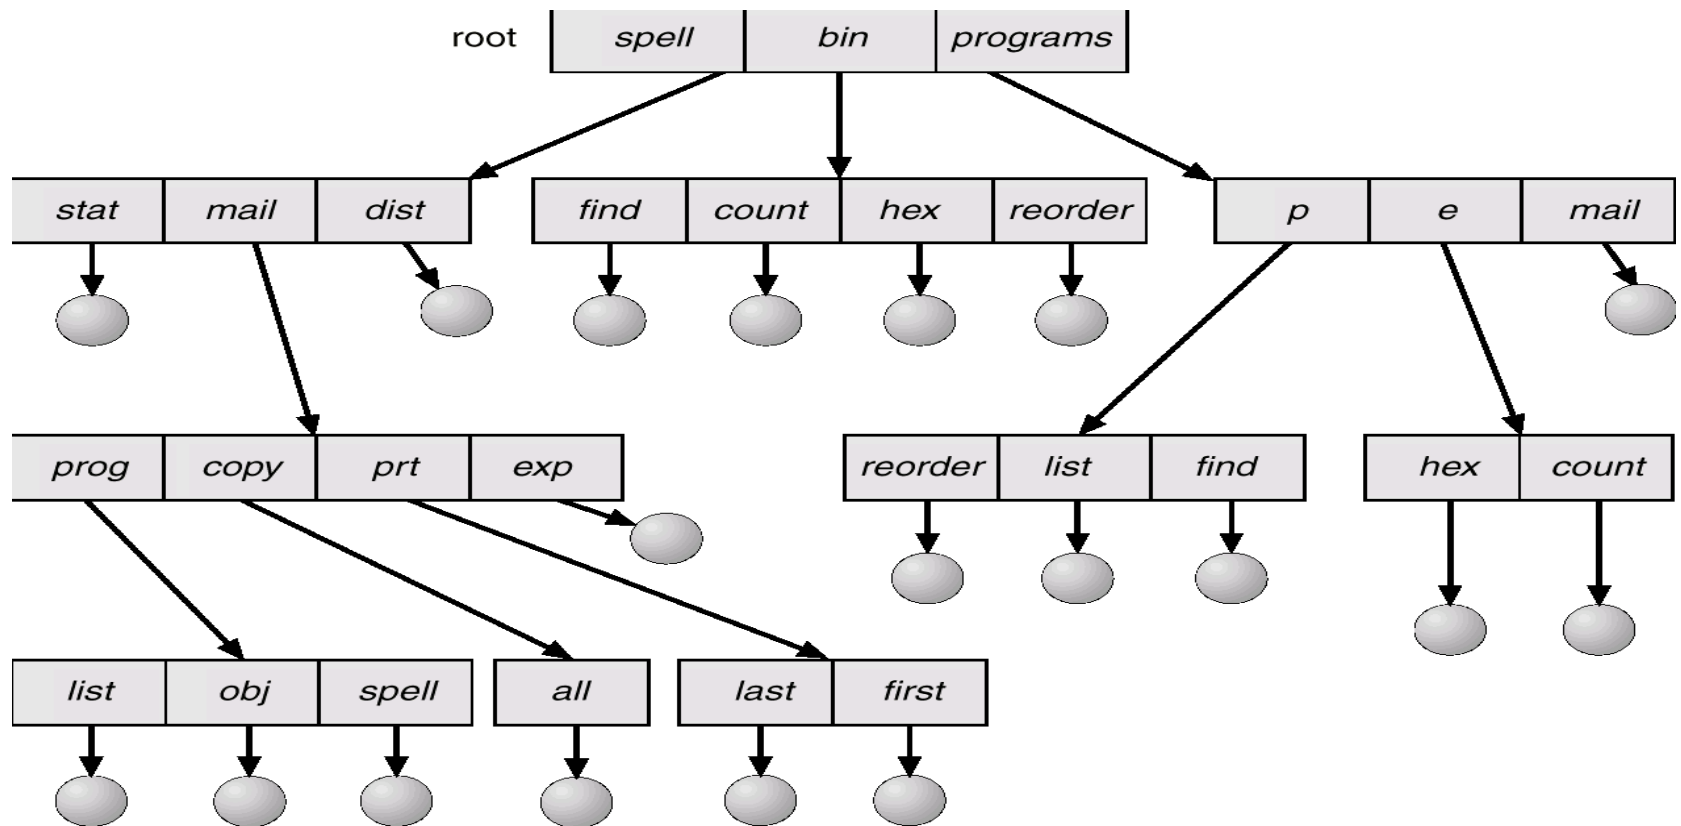 root spell bin programs
stat mail dist find count hex reorder p e mail
prog copy prt exp reorder list find hex count
list obj spell all last first